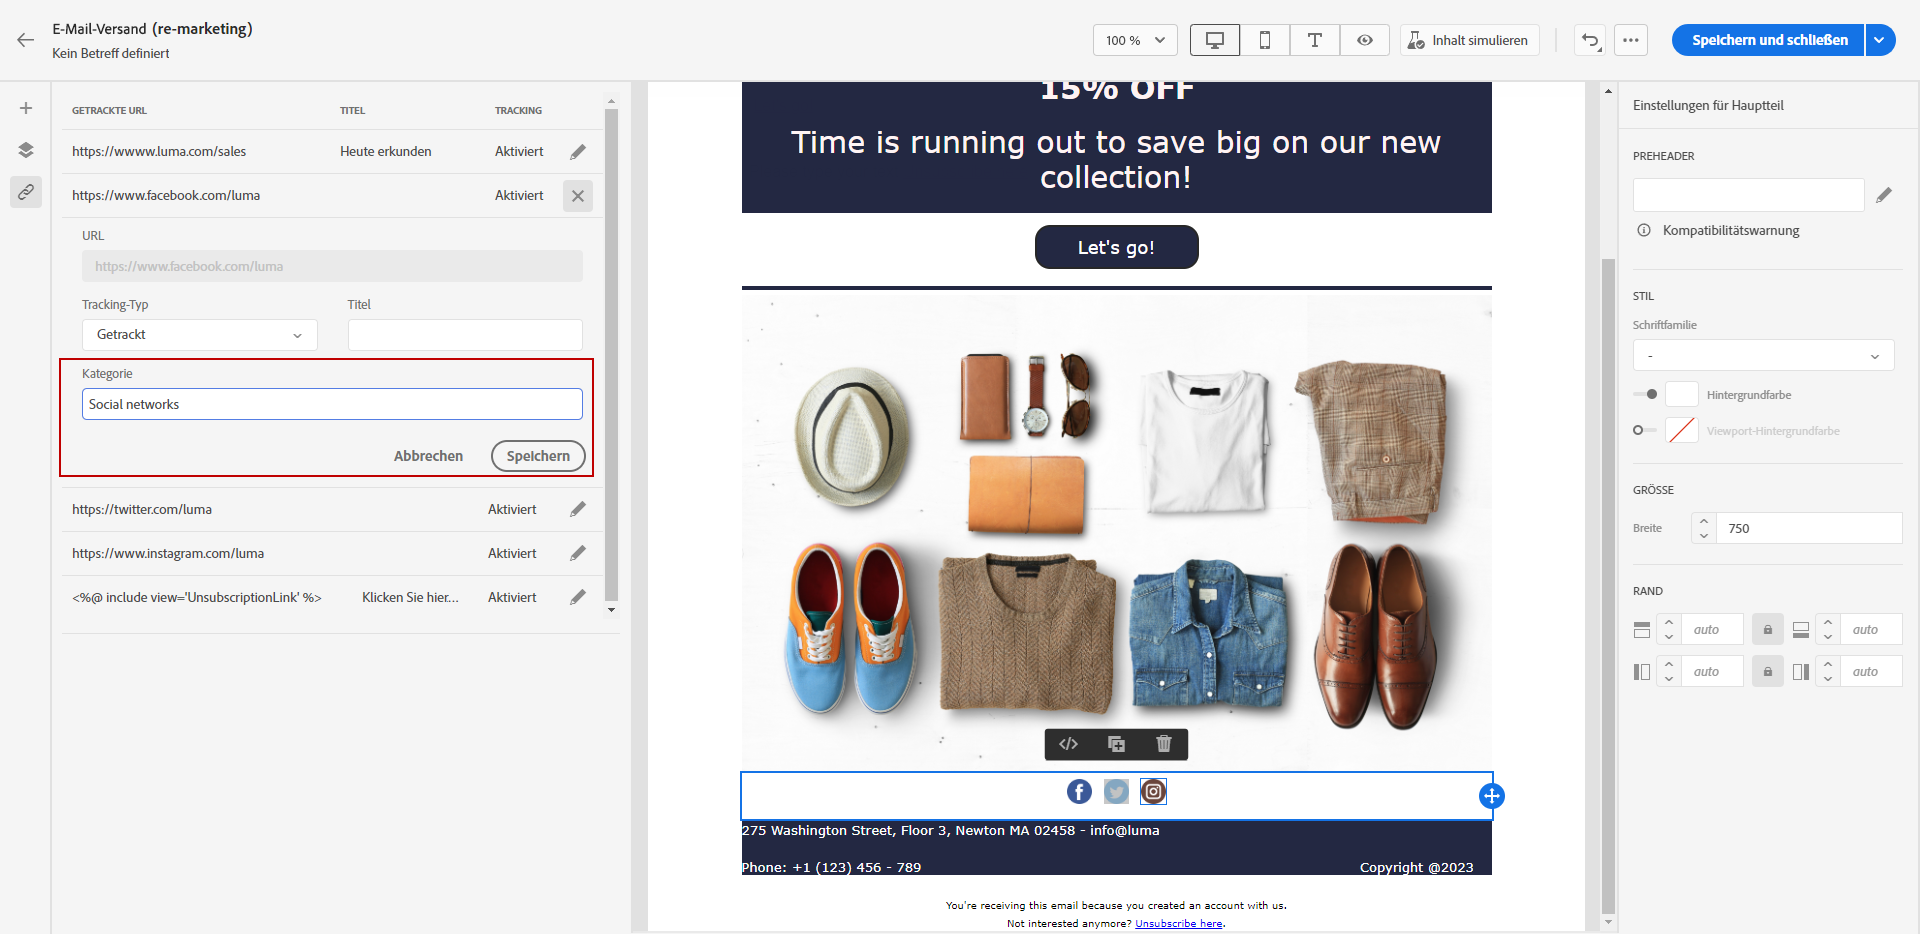 E-Mail-Versand (re-marketing)
Kein Betreff definiert
100 %
Inhalt simulieren
Speichern und schließen
GETRACKTE URL TITEL TRACKING
https://wwww.luma.com/sales Heute erkunden Aktiviert
https://www.facebook.com/luma Aktiviert
URL
https://www.facebook.com/luma
Tracking-Typ Titel
Getrackt
Kategorie
Social networks
Abbrechen Speichern
https://twitter.com/luma Aktiviert
https://www.instagram.com/luma Aktiviert
<%@ include view='UnsubscriptionLink' %> Klicken Sie hier... Aktiviert
15% OFF
Time is running out to save big on our new
collection!
Let's go!
275 Washington Street, Floor 3, Newton MA 02458 - info@luma
Phone: +1 (123) 456 - 789 Copyright @2023
You're receiving this email because you created an account with us.
Not interested anymore? Unsubscribe here.
Einstellungen für Hauptteil
PREHEADER
Kompatibilitätswarnung
STIL
Schriftfamilie
-
Hintergrundfarbe
Viewport-Hintergrundfarbe
GRÖSSE
Breite 750
RAND
auto auto
auto auto